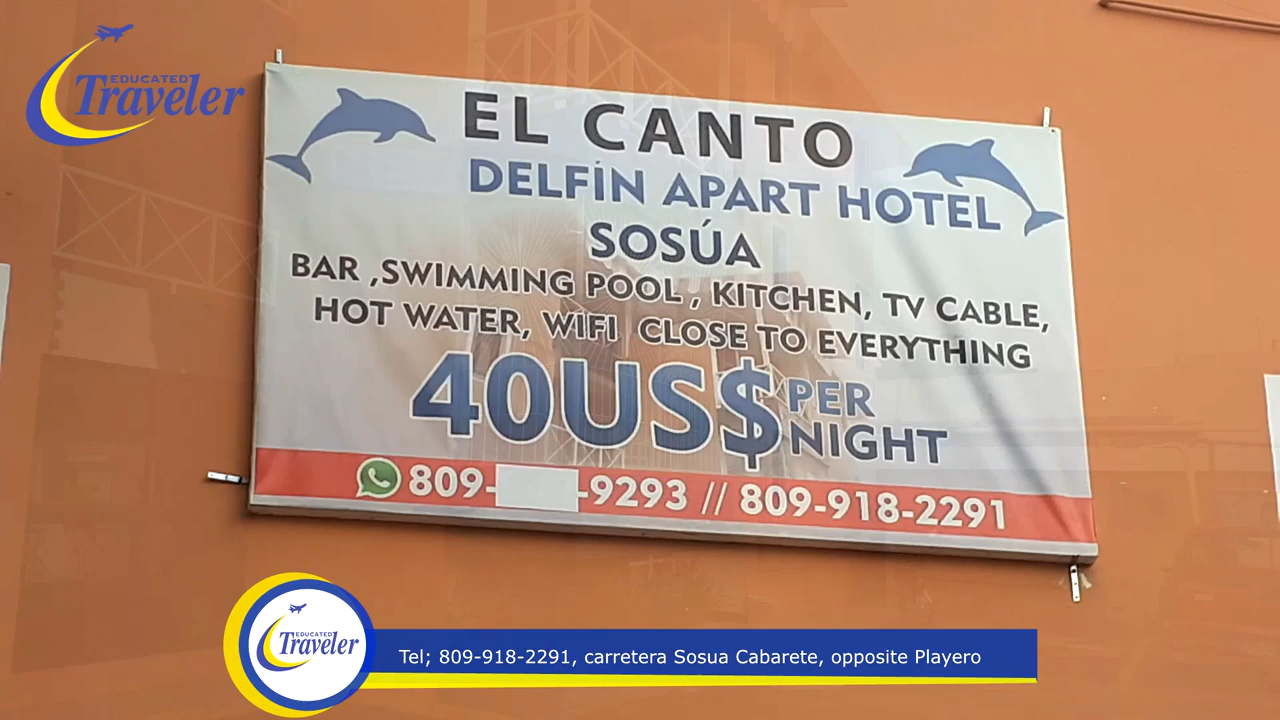 EDUCATED
Traveler
EL CANTO
DELFÍN APART HOTEL
SOSÚA
BAR ,SWIMMING POOL , KITCHEN, TV CABLE,
HOT WATER, WIFI CLOSE TO EVERYTHING
40US$ PER NIGHT
809- -9293 // 809-918-2291
EDUCATED
Traveler
Tel; 809-918-2291, carretera Sosua Cabarete, opposite Playero